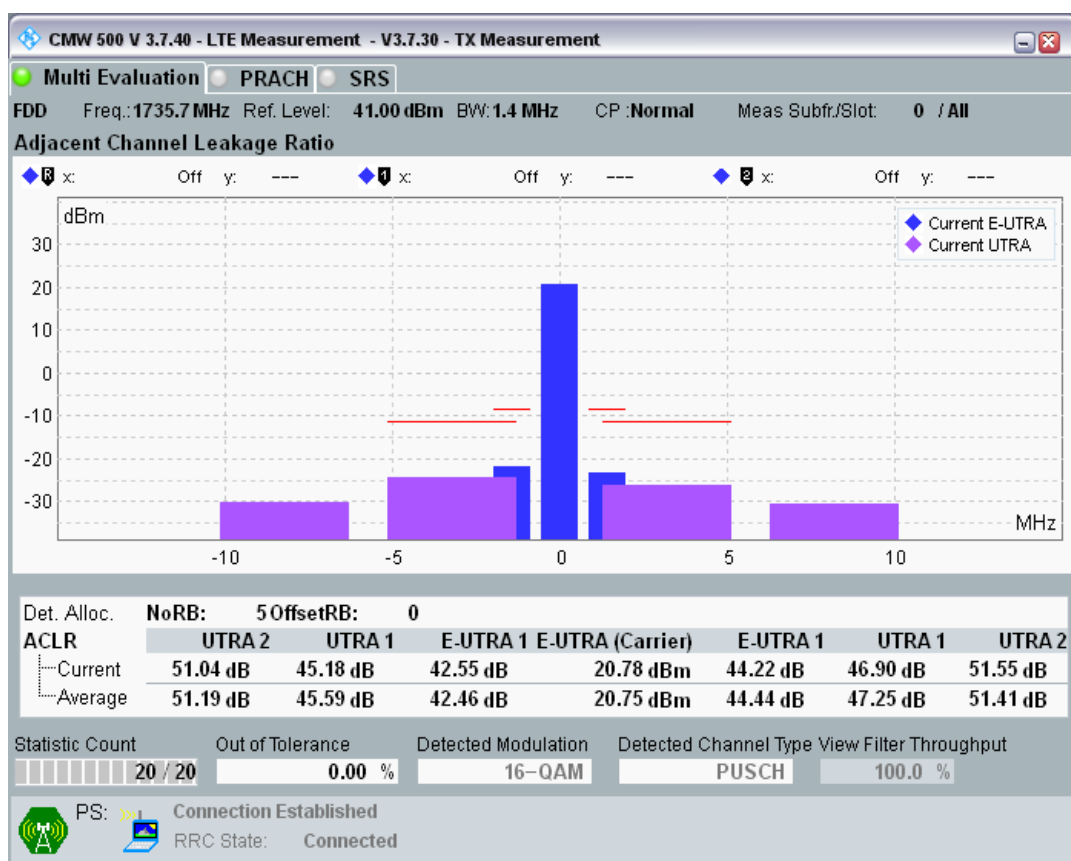 CMW 500 V 3.7.40 - LTE Measurement - V3.7.30 - TX Measurement
Multi Evaluation PRACH SRS
FDD Freq.: 1735.7 MHz Ref. Level: 41.00 dBm BW: 1.4 MHz CP : Normal Meas Subfr./Slot: 0 / All
Adjacent Channel Leakage Ratio
R x: Off y: --- 1 x: Off y: --- 2 x: Off y: ---
dBm
Current E-UTRA
Current UTRA
30
20
10
0
-10
-20
-30
MHz
-10 -5 0 5 10
Det. Alloc. NoRB: 5 OffsetRB: 0
ACLR UTRA 2 UTRA 1 E-UTRA 1 E-UTRA (Carrier) E-UTRA 1 UTRA 1 UTRA 2
Current 51.04 dB 45.18 dB 42.55 dB 20.78 dBm 44.22 dB 46.90 dB 51.55 dB
Average 51.19 dB 45.59 dB 42.46 dB 20.75 dBm 44.44 dB 47.25 dB 51.41 dB
Statistic Count Out of Tolerance Detected Modulation Detected Channel Type View Filter Throughput
20 / 20 0.00 % 16-QAM PUSCH 100.0 %
PS: Connection Established
RRC State: Connected